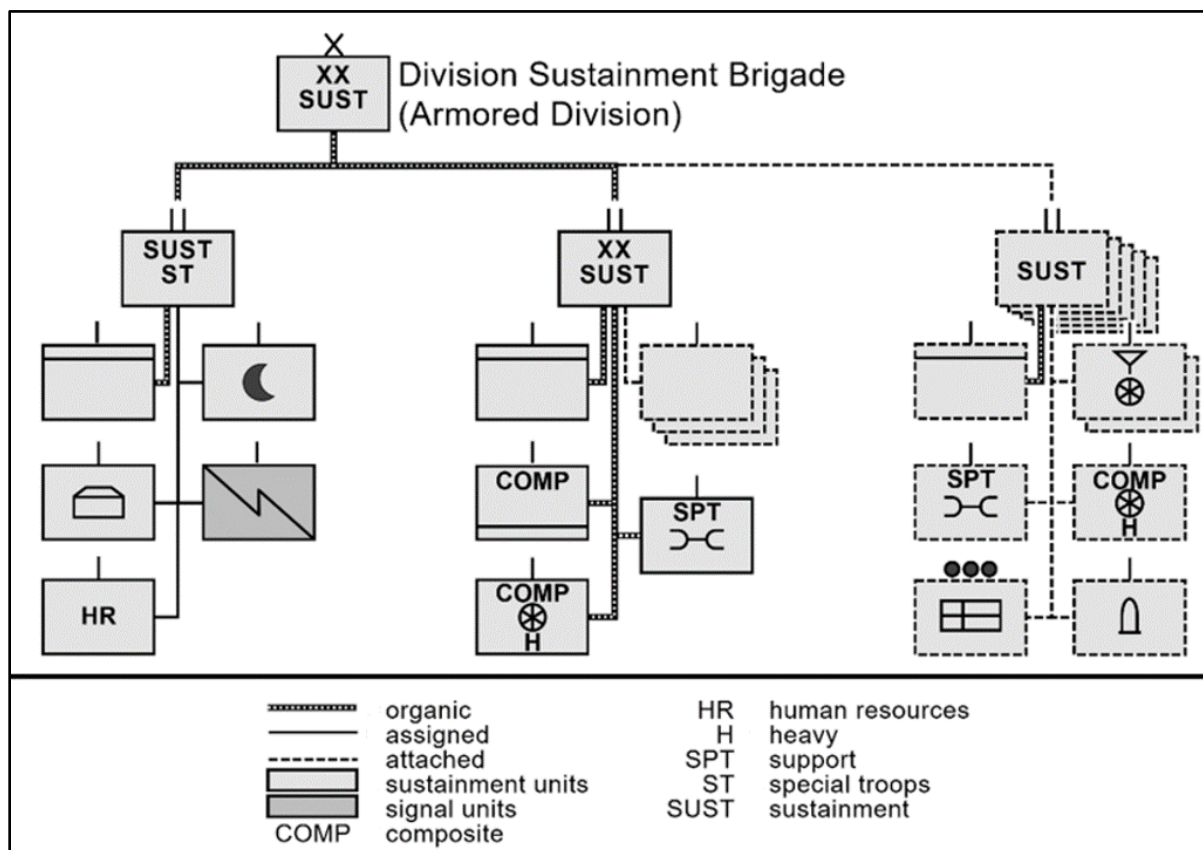 XX
SUST
Division Sustainment Brigade
(Armored Division)
SUST
ST
XX
SUST
SUST
COMP
SPT
SPT
COMP
H
HR
COMP
H
organic
assigned
attached
sustainment units
signal units
COMP composite
HR human resources
H heavy
SPT support
ST special troops
SUST sustainment